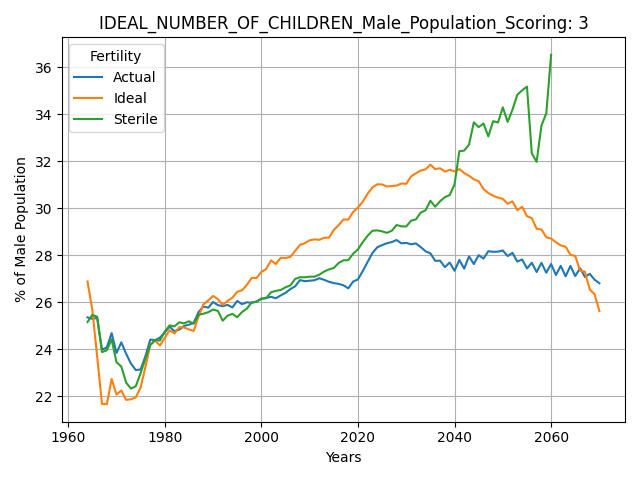 IDEAL_NUMBER_OF_CHILDREN_Male_Population_Scoring: 3
Fertility
Actual
Ideal
Sterile
% of Male Population
36
34
32
30
28
26
24
22
1960
1980
2000
2020
2040
2060
Years